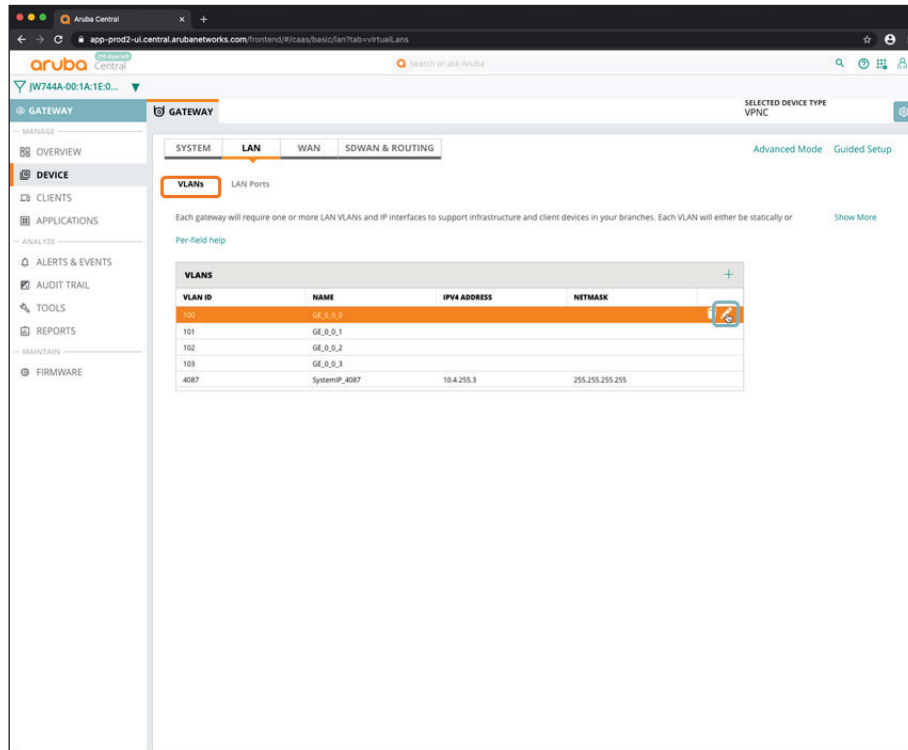 Aruba Central
app-prod2-ui.central.arubanetworks.com/frontend/#/caas/basic/lan?tab=virtualLans
aruba Central
Search or ask Aruba
JW744A-00:1A:1E:0...
GATEWAY
GATEWAY
SELECTED DEVICE TYPE
VPNC
MANAGE
OVERVIEW
DEVICE
CLIENTS
APPLICATIONS
ANALYZE
ALERTS & EVENTS
AUDIT TRAIL
TOOLS
REPORTS
MAINTAIN
FIRMWARE
SYSTEM LAN WAN SDWAN & ROUTING
Advanced Mode Guided Setup
VLANs LAN Ports
Each gateway will require one or more LAN VLANs and IP interfaces to support infrastructure and client devices in your branches. Each VLAN will either be statically or Show More
Per-field help
VLANS
VLAN ID NAME IPV4 ADDRESS NETMASK
100 GE_0_0_0
101 GE_0_0_1
102 GE_0_0_2
103 GE_0_0_3
4087 SystemIP_4087 10.4.255.3 255.255.255.255